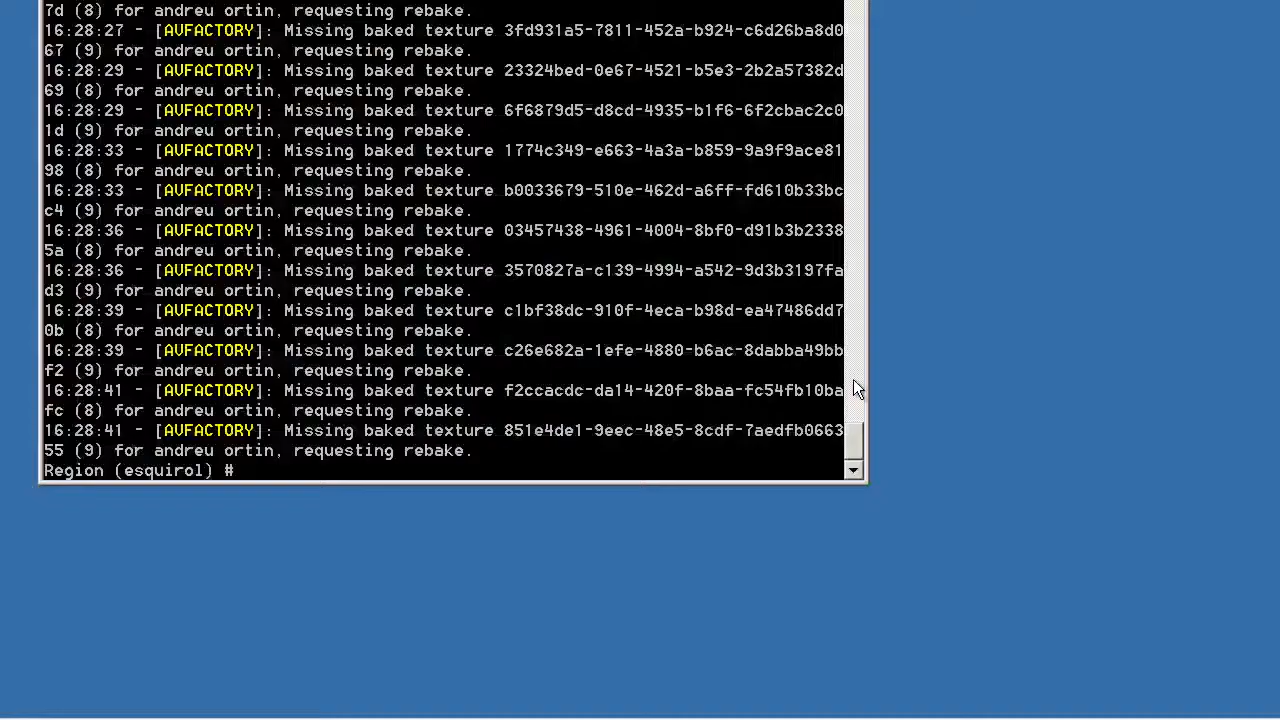 7d (8) for andreu ortin, requesting rebake.
16:28:27 - [AVFACTORY]: Missing baked texture 3fd931a5-7811-452a-b924-c6d26ba8d0
67 (9) for andreu ortin, requesting rebake.
16:28:29 - [AVFACTORY]: Missing baked texture 23324bed-0e67-4521-b5e3-2b2a57382d
69 (8) for andreu ortin, requesting rebake.
16:28:29 - [AVFACTORY]: Missing baked texture 6f6879d5-d8cd-4935-b1f6-6f2cbac2c0
1d (9) for andreu ortin, requesting rebake.
16:28:33 - [AVFACTORY]: Missing baked texture 1774c349-e663-4a3a-b859-9a9f9ace81
98 (8) for andreu ortin, requesting rebake.
16:28:33 - [AVFACTORY]: Missing baked texture b0033679-510e-462d-a6ff-fd610b33bc
c4 (9) for andreu ortin, requesting rebake.
16:28:36 - [AVFACTORY]: Missing baked texture 03457438-4961-4004-8bf0-d91b3b2338
5a (8) for andreu ortin, requesting rebake.
16:28:36 - [AVFACTORY]: Missing baked texture 3570827a-c139-4994-a542-9d3b3197fa
d3 (9) for andreu ortin, requesting rebake.
16:28:39 - [AVFACTORY]: Missing baked texture c1bf38dc-910f-4eca-b98d-ea47486dd7
0b (8) for andreu ortin, requesting rebake.
16:28:39 - [AVFACTORY]: Missing baked texture c26e682a-1efe-4880-b6ac-8dabba49bb
f2 (9) for andreu ortin, requesting rebake.
16:28:41 - [AVFACTORY]: Missing baked texture f2ccacdc-da14-420f-8baa-fc54fb10ba
fc (8) for andreu ortin, requesting rebake.
16:28:41 - [AVFACTORY]: Missing baked texture 851e4de1-9eec-48e5-8cdf-7aedfb0663
55 (9) for andreu ortin, requesting rebake.
Region (esquirol) #